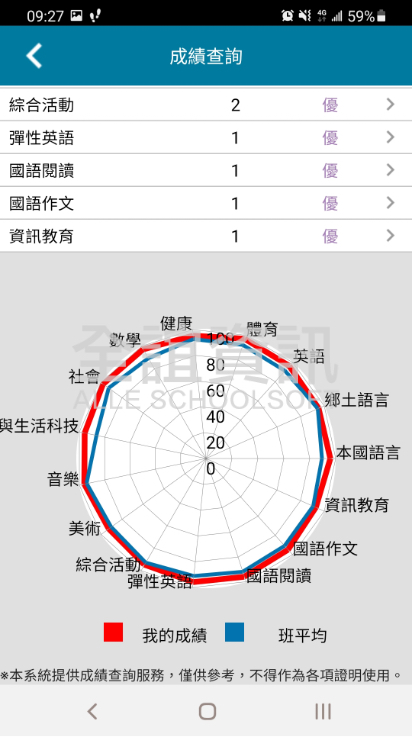 09:27 4G 59%
成績查詢
綜合活動 2 優
彈性英語 1 優
國語閱讀 1 優
國語作文 1 優
資訊教育 1 優
健康 100 體育
數學 英語
全誼資訊
ALLE SCHOOLSOFT
80
社會
60
鄉土語言
40
與生活科技
20
本國語言
0
音樂
資訊教育
美術
國語作文
綜合活動
國語閱讀
彈性英語
我的成績 班平均
※本系統提供成績查詢服務，僅供參考，不得作為各項證明使用。